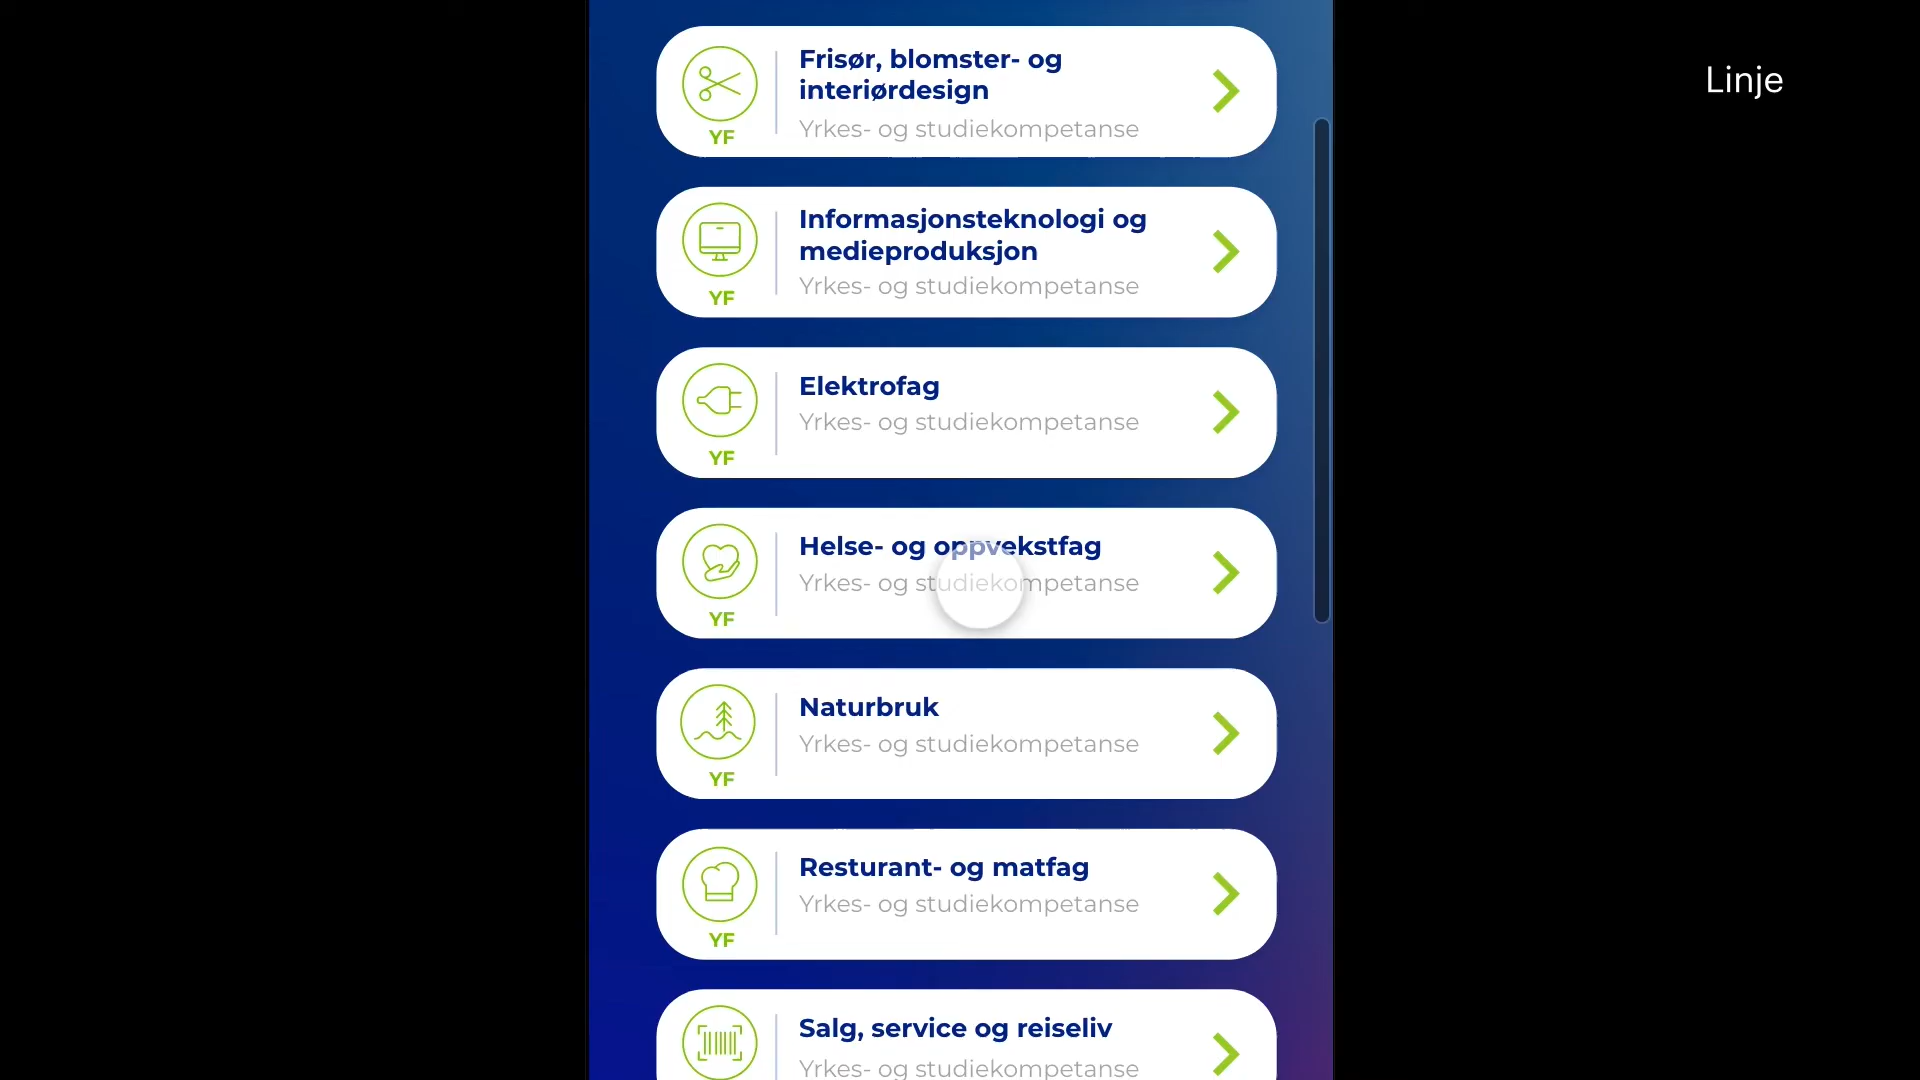 Linje
Frisør, blomster- og
interiørdesign
Yrkes- og studiekompetanse
YF
Informasjonsteknologi og
medieproduksjon
Yrkes- og studiekompetanse
YF
Elektrofag
Yrkes- og studiekompetanse
YF
Helse- og oppvekstfag
Yrkes- og studiekompetanse
YF
Naturbruk
Yrkes- og studiekompetanse
YF
Resturant- og matfag
Yrkes- og studiekompetanse
YF
Salg, service og reiseliv
Yrkes- og studiekompetanse